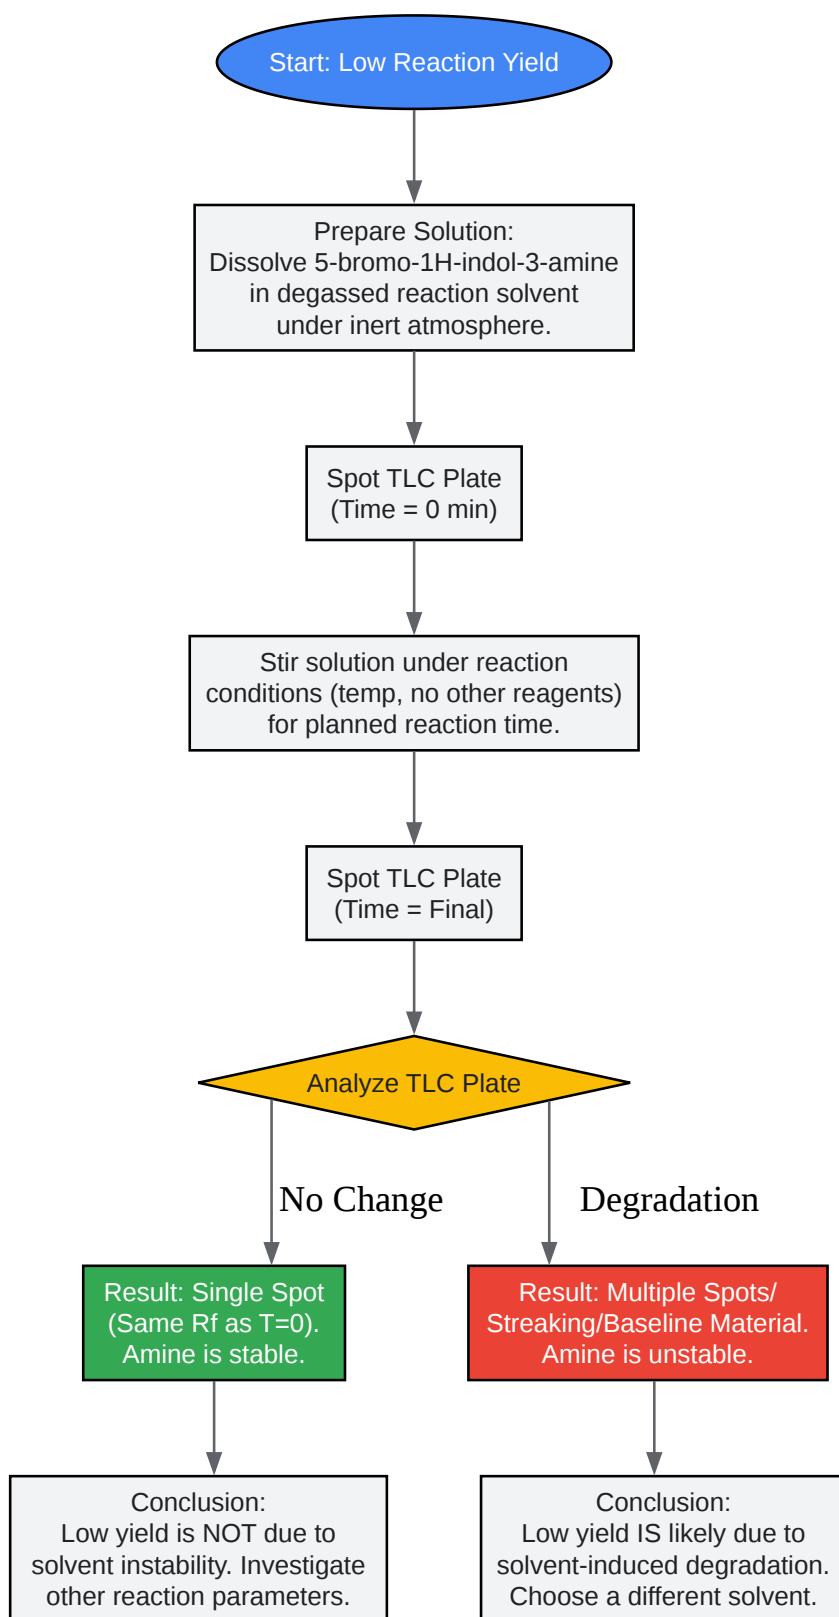 Start: Low Reaction Yield
Prepare Solution:
Dissolve 5-bromo-1H-indol-3-amine
in degassed reaction solvent
under inert atmosphere.
Spot TLC Plate
(Time = 0 min)
Stir solution under reaction
conditions (temp, no other reagents)
for planned reaction time.
Spot TLC Plate
(Time = Final)
Analyze TLC Plate
No Change
Degradation
Result: Single Spot
(Same Rf as T=0).
Amine is stable.
Result: Multiple Spots/
Streaking/Baseline Material.
Amine is unstable.
Conclusion:
Low yield is NOT due to
solvent instability. Investigate
other reaction parameters.
Conclusion:
Low yield IS likely due to
solvent-induced degradation.
Choose a different solvent.